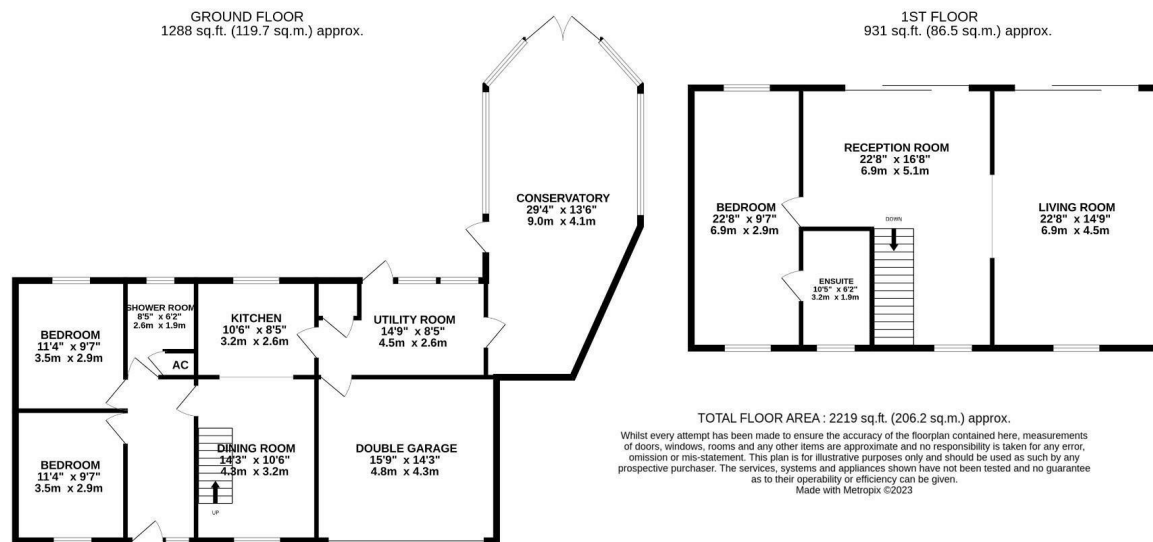 GROUND FLOOR
1288 sq.ft. (119.7 sq.m.) approx.
1ST FLOOR
931 sq.ft. (86.5 sq.m.) approx.
CONSERVATORY
29'4" x 13'6"
9.0m x 4.1m
RECEPTION ROOM
22'8" x 16'8"
6.9m x 5.1m
BEDROOM
22'8" x 9'7"
6.9m x 2.9m
LIVING ROOM
22'8" x 14'9"
6.9m x 4.5m
DOWN
ENSUITE
10'5" x 6'2"
3.2m x 1.9m
SHOWER ROOM
8'5" x 6'2"
2.6m x 1.9m
KITCHEN
10'6" x 8'5"
3.2m x 2.6m
UTILITY ROOM
14'9" x 8'5"
4.5m x 2.6m
BEDROOM
11'4" x 9'7"
3.5m x 2.9m
AC
BEDROOM
11'4" x 9'7"
3.5m x 2.9m
DINING ROOM
14'3" x 10'6"
4.3m x 3.2m
UP
DOUBLE GARAGE
15'9" x 14'3"
4.8m x 4.3m
TOTAL FLOOR AREA : 2219 sq.ft. (206.2 sq.m.) approx.
Whilst every attempt has been made to ensure the accuracy of the floorplan contained here, measurements
of doors, windows, rooms and any other items are approximate and no responsibility is taken for any error,
omission or mis-statement. This plan is for illustrative purposes only and should be used as such by any
prospective purchaser. The services, systems and appliances shown have not been tested and no guarantee
as to their operability or efficiency can be given.
Made with Metropix ©2023